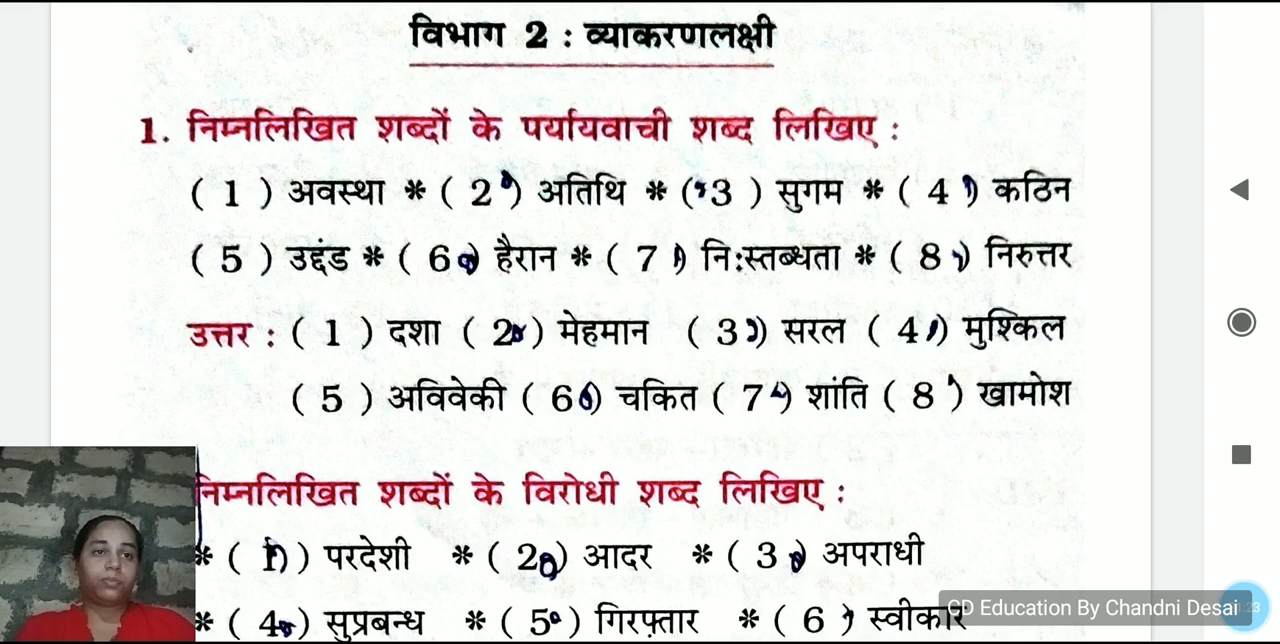 विभाग 2 : व्याकरणलक्षी
1. निम्नलिखित शब्दों के पर्यायवाची शब्द लिखिए :
( 1 ) अवस्था * ( 2 ) अतिथि * ( 3 ) सुगम * ( 4 ) कठिन
( 5 ) उद्दंड * ( 6 ) हैरान * ( 7 ) निःस्तब्धता * ( 8 ) निरुत्तर
उत्तर : ( 1 ) दशा ( 2 ) मेहमान ( 3 ) सरल ( 4 ) मुश्किल
( 5 ) अविवेकी ( 6 ) चकित ( 7 ) शांति ( 8 ) खामोश
निम्नलिखित शब्दों के विरोधी शब्द लिखिए :
* ( 1 ) परदेशी * ( 2 ) आदर * ( 3 ) अपराधी
* ( 4 ) सुप्रबन्ध * ( 5 ) गिरफ़्तार * ( 6 ) स्वीकार
CD Education By Chandni Desai